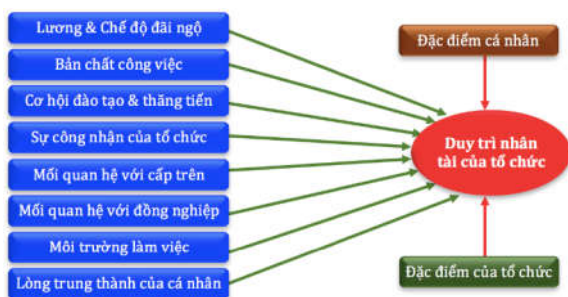 Lương & Chế độ đãi ngộ
Bản chất công việc
Cơ hội đào tạo & thăng tiến
Sự công nhận của tổ chức
Mối quan hệ với cấp trên
Mối quan hệ với đồng nghiệp
Môi trường làm việc
Lòng trung thành của cá nhân
Đặc điểm cá nhân
Duy trì nhân
tài của tổ chức
Đặc điểm của tổ chức